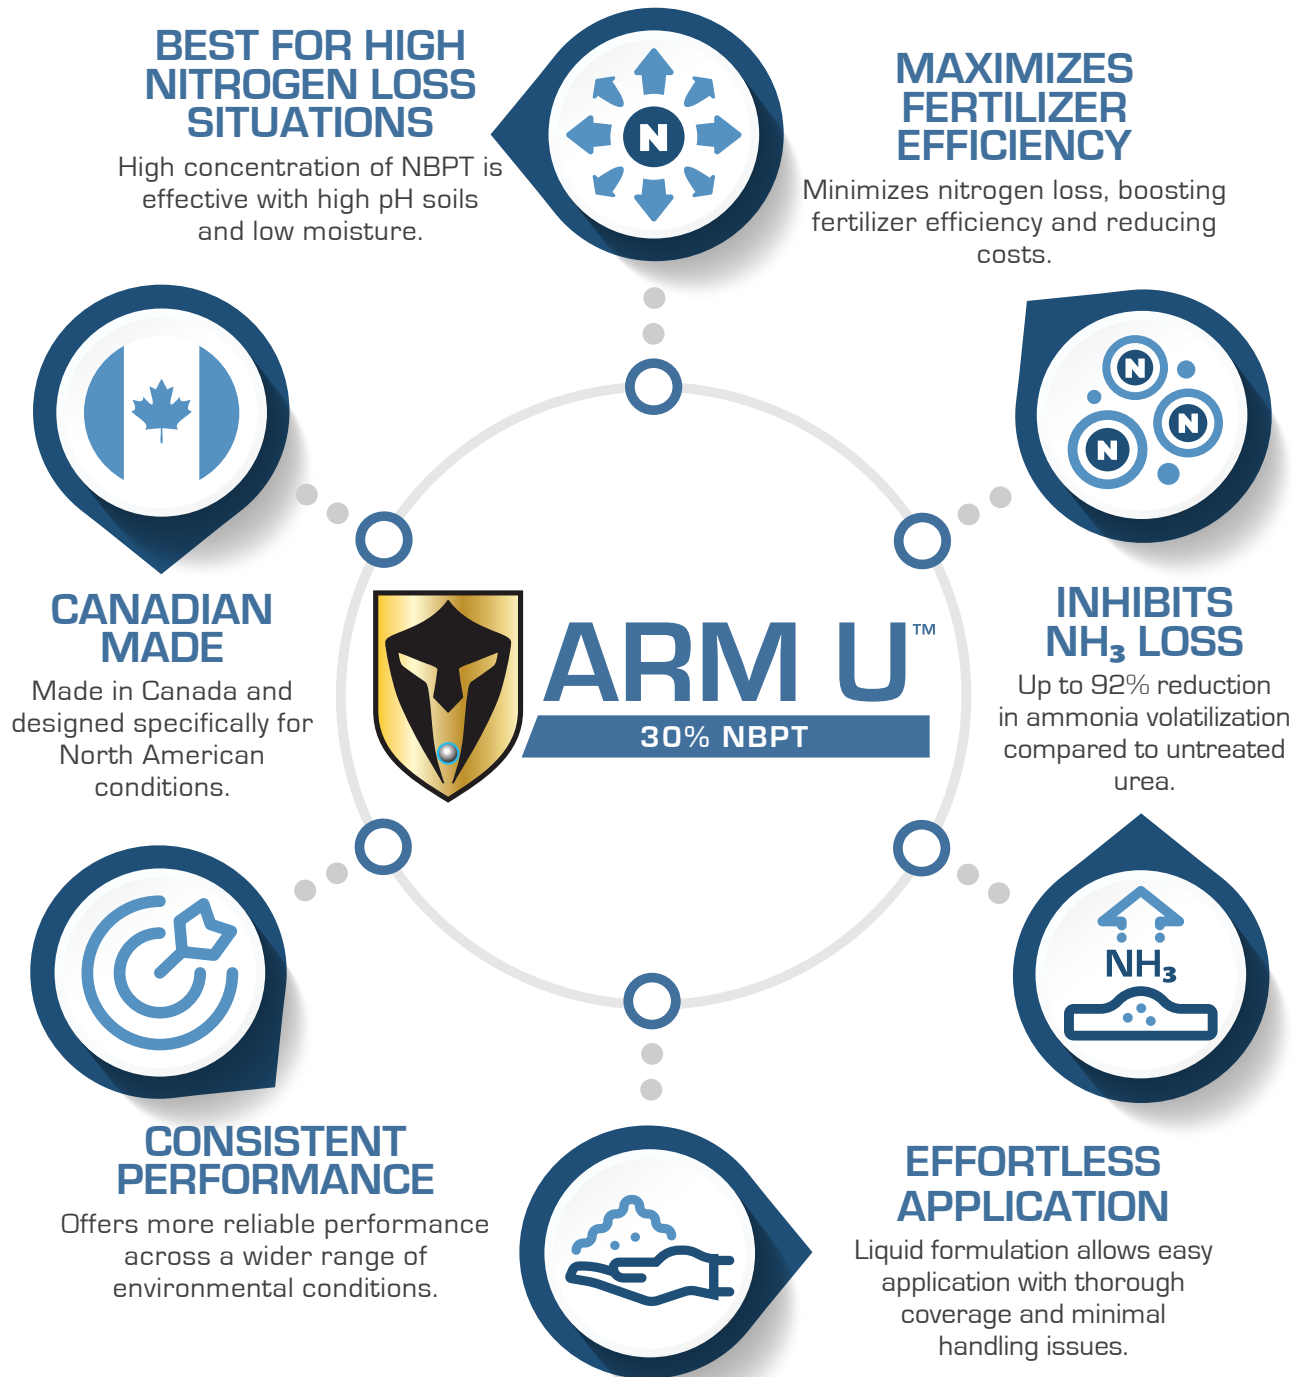 BEST FOR HIGH
NITROGEN LOSS
SITUATIONS
High concentration of NBPT is
effective with high pH soils
and low moisture.
N
MAXIMIZES
FERTILIZER
EFFICIENCY
Minimizes nitrogen loss, boosting
fertilizer efficiency and reducing
costs.
N
N
N
CANADIAN
MADE
Made in Canada and
designed specifically for
North American
conditions.
ARM U™
30% NBPT
INHIBITS
NH₃ LOSS
Up to 92% reduction
in ammonia volatilization
compared to untreated
urea.
NH₃
CONSISTENT
PERFORMANCE
Offers more reliable performance
across a wider range of
environmental conditions.
EFFORTLESS
APPLICATION
Liquid formulation allows easy
application with thorough
coverage and minimal
handling issues.